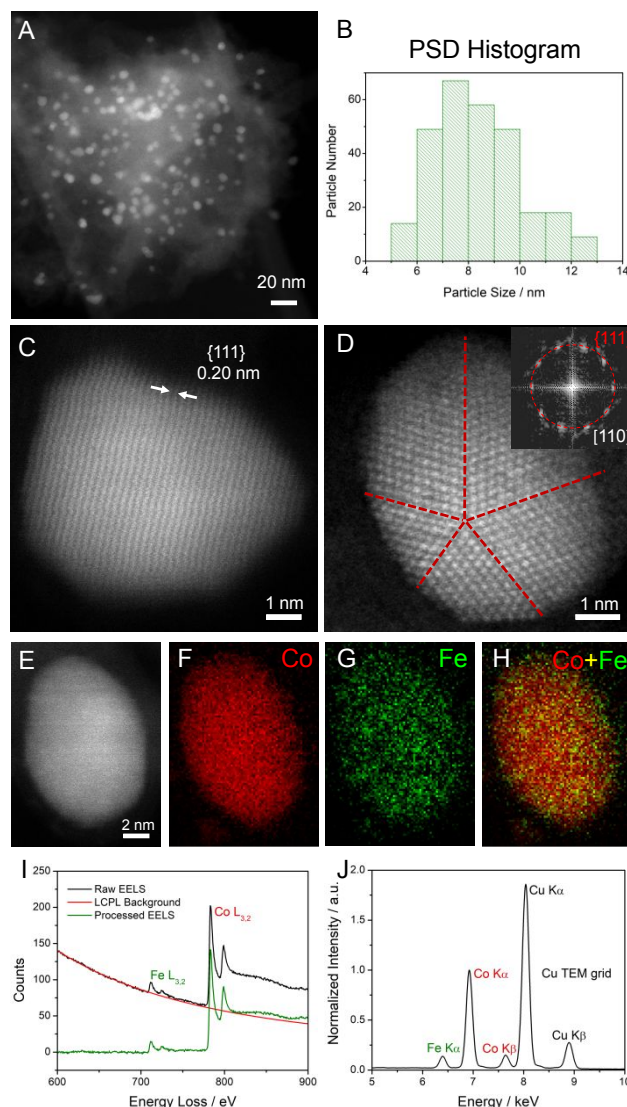 A
20 nm
B
PSD Histogram
Particle Number
60
40
20
0
4
6
8
10
12
14
Particle Size / nm
C
{111}
0.20 nm
1 nm
D
{111}
[110]
1 nm
E
2 nm
F
Co
G
Fe
H
Co+Fe
I
250
200
150
100
50
0
Counts
Raw EELS
LCPL Background
Processed EELS
Co L3,2
Fe L3,2
600
700
800
900
Energy Loss / eV
J
2.0
1.5
1.0
0.5
0.0
Normalized Intensity / a.u.
Cu Kα
Co Kα
Cu TEM grid
Fe Kα
Co Kβ
Cu Kβ
5
6
7
8
9
10
Energy / keV